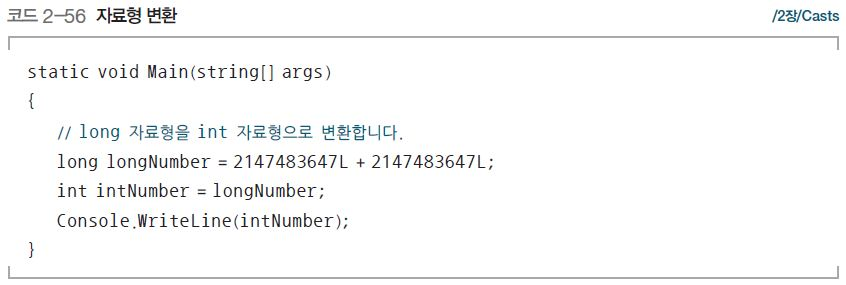 코드 2-56 자료형 변환 /2장/Casts
static void Main(string[] args)
{
// long 자료형을 int 자료형으로 변환합니다.
long longNumber = 2147483647L + 2147483647L;
int intNumber = longNumber;
Console.WriteLine(intNumber);
}